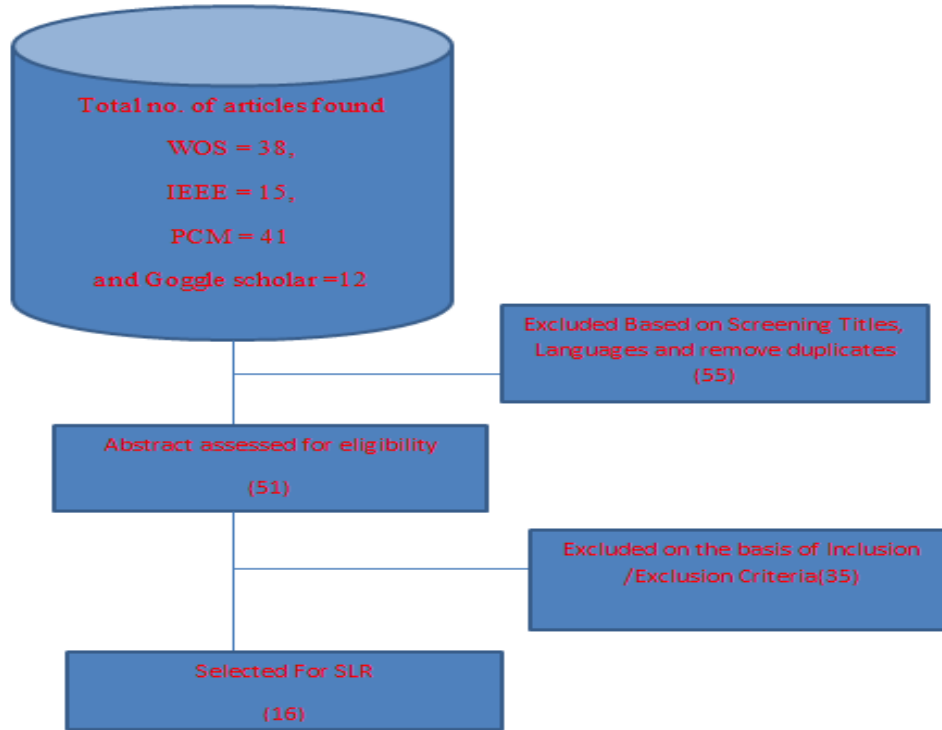 Total no. of articles found
WOS = 38,
IEEE = 15,
PCM = 41
and Goggle scholar =12
Excluded Based on Screening Titles,
Languages and remove duplicates
(55)
Abstract assessed for eligibility
(51)
Excluded on the basis of Inclusion
/Exclusion Criteria(35)
Selected For SLR
(16)